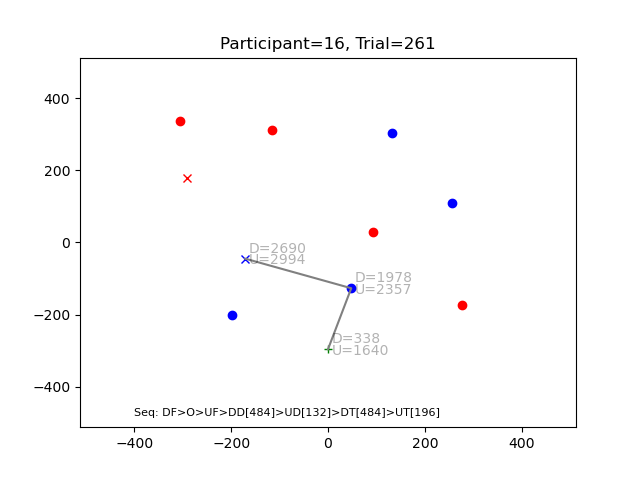 Participant=16, Trial=261
400
200
0
−200
−400
D=2690
U=2994
D=1978
U=2357
D=338
U=1640
Seq: DF>O>UF>DD[484]>UD[132]>DT[484]>UT[196]
−400 −200 0 200 400